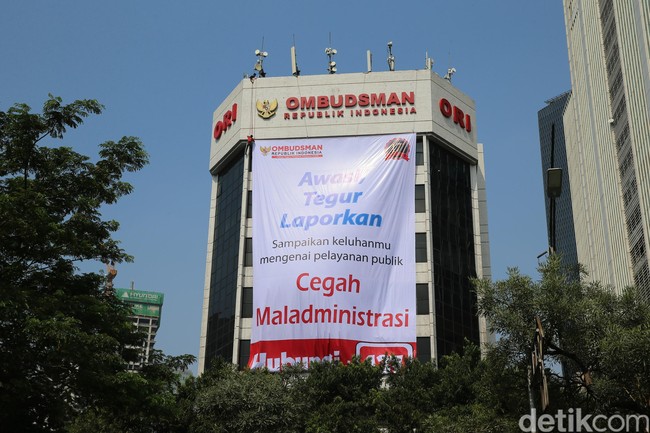 ORI
OMBUDSMAN
REPUBLIK INDONESIA
ORI
OMBUDSMAN
REPUBLIK INDONESIA
Awasi,
Tegur
Laporkan
Sampaikan keluhanmu
mengenai pelayanan publik
Cegah
Maladministrasi
Hubungi
detikcom